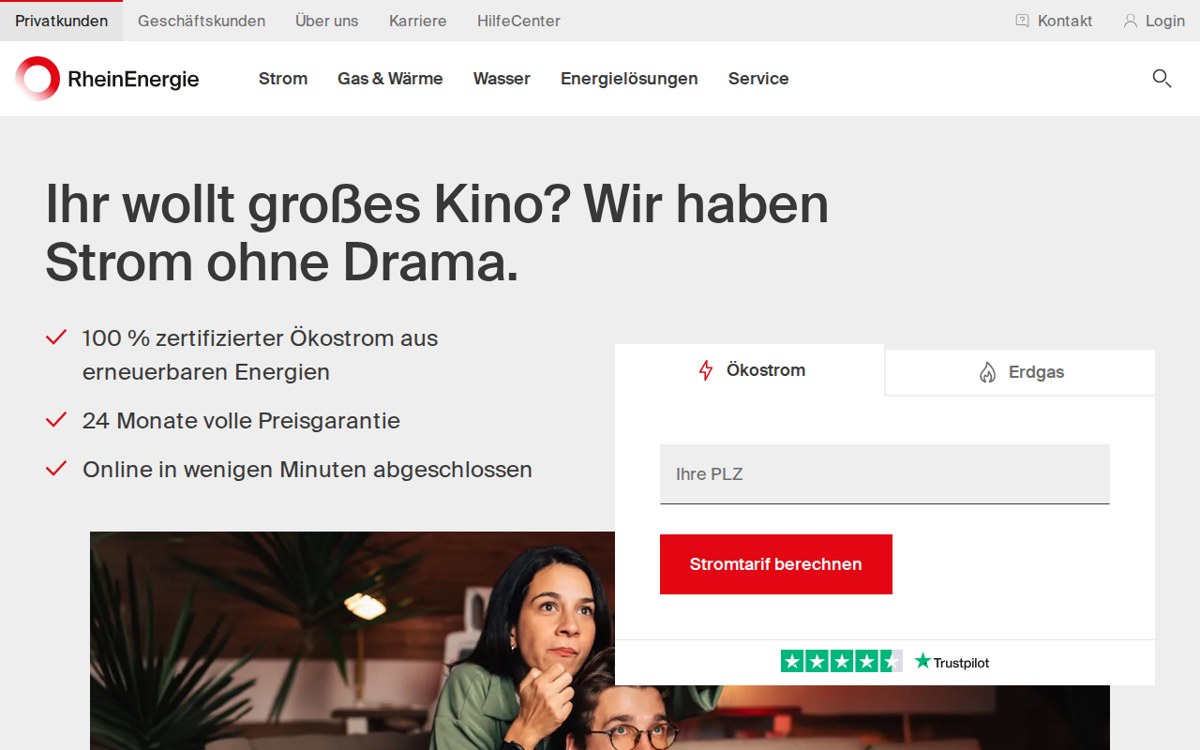 Privatkunden Geschäftskunden Über uns Karriere HilfeCenter Kontakt Login
RheinEnergie Strom Gas & Wärme Wasser Energielösungen Service
Ihr wollt großes Kino? Wir haben
Strom ohne Drama.
100 % zertifizierter Ökostrom aus
erneuerbaren Energien
24 Monate volle Preisgarantie
Online in wenigen Minuten abgeschlossen
Ökostrom Erdgas
Ihre PLZ
Stromtarif berechnen
Trustpilot